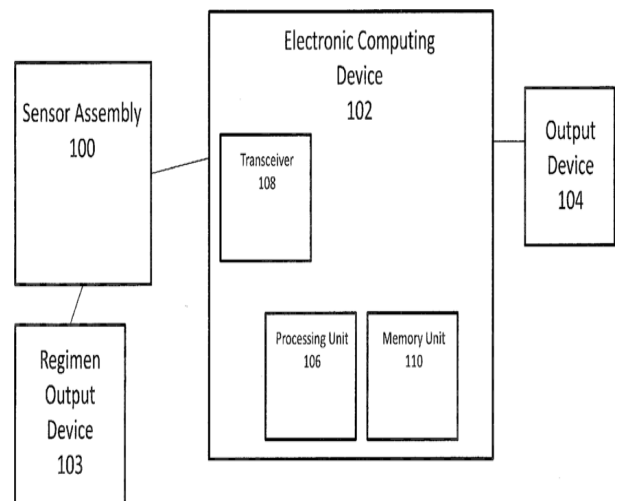 Sensor Assembly
100
Electronic Computing
Device
102
Transceiver
108
Output
Device
104
Processing Unit
106
Memory Unit
110
Regimen
Output
Device
103